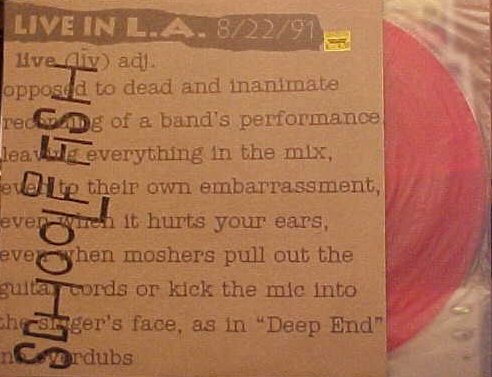 LIVE IN L.A. 8/22/91
live (liv) adj.
opposed to dead and inanimate
recording of a band's performance
leaving everything in the mix,
even to their own embarrassment,
even when it hurts your ears,
even when moshers pull out the
guitar cords or kick the mic into
the singer's face, as in "Deep End"
no overdubs
SCHOOL OF FISH